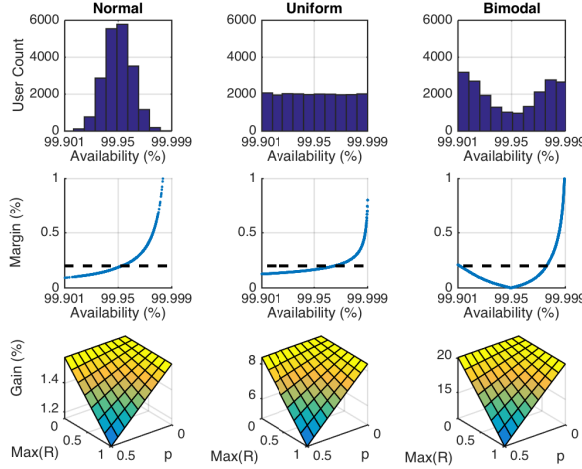 Normal
Uniform
Bimodal
User Count
6000
4000
2000
0
99.901 99.95 99.999
Availability (%)
6000
4000
2000
0
99.901 99.95 99.999
Availability (%)
6000
4000
2000
0
99.901 99.95 99.999
Availability (%)
Margin (%)
1
0.5
0
99.901 99.95 99.999
Availability (%)
1
0.5
0
99.901 99.95 99.999
Availability (%)
1
0.5
0
99.901 99.95 99.999
Availability (%)
Gain (%)
1.4
1.2
0
0.5
1
Max(R)
0
0.5
p
8
6
4
0
0.5
1
Max(R)
0
0.5
p
20
15
0
0.5
1
Max(R)
0
0.5
p